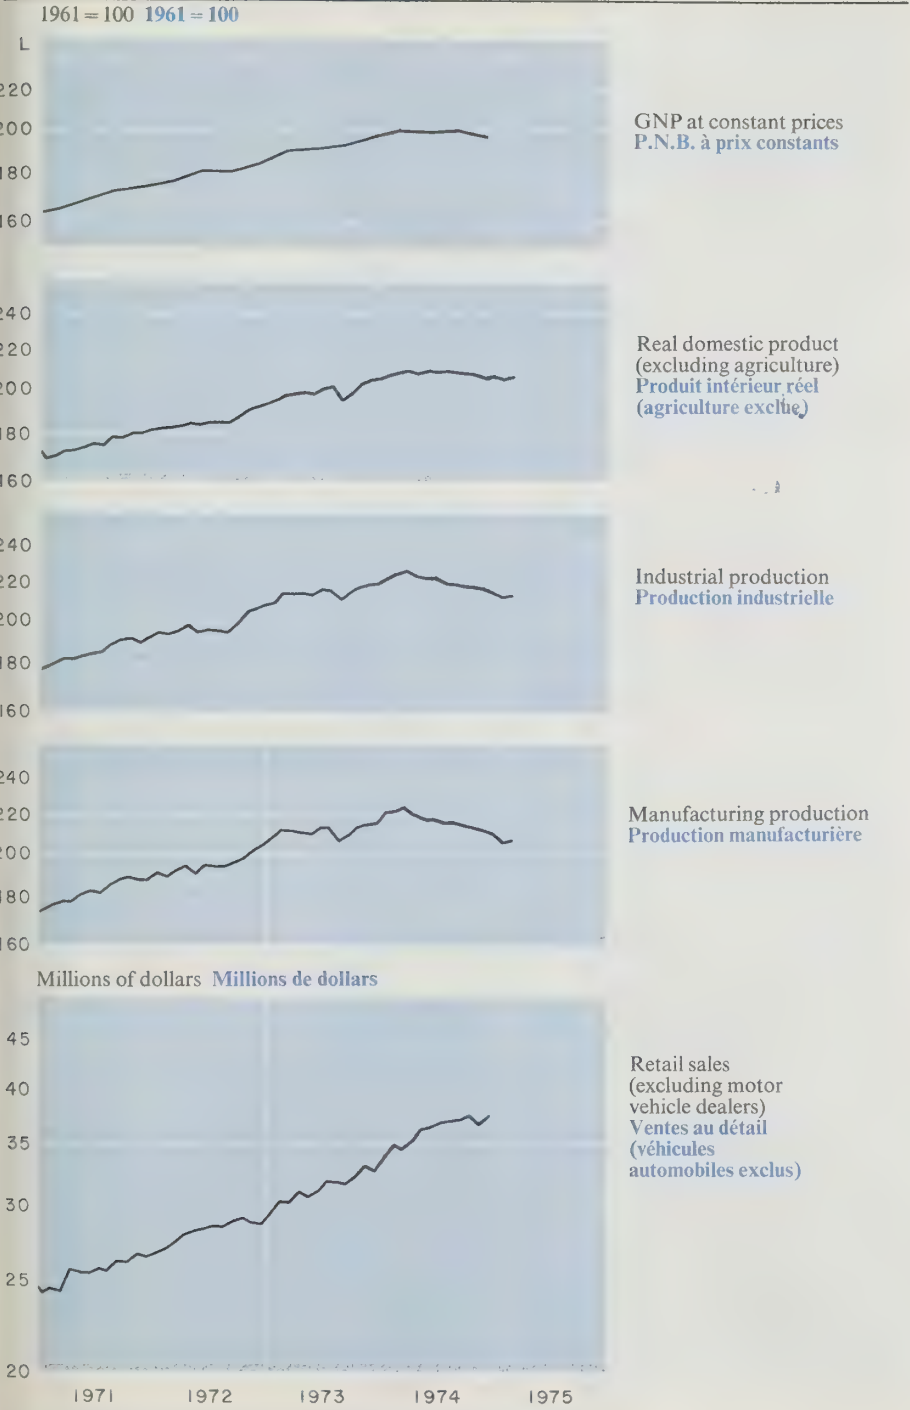 1961 = 100 1961 = 100
L
220
200
180
160
GNP at constant prices
P.N.B. à prix constants
240
220
200
180
160
Real domestic product
(excluding agriculture)
Produit intérieur réel
(agriculture exclue)
240
220
200
180
160
Industrial production
Production industrielle
240
220
200
180
160
Manufacturing production
Production manufacturière
Millions of dollars Millions de dollars
45
40
35
30
25
20
Retail sales
(excluding motor
vehicle dealers)
Ventes au détail
(véhicules
automobiles exclus)
1971 1972 1973 1974 1975